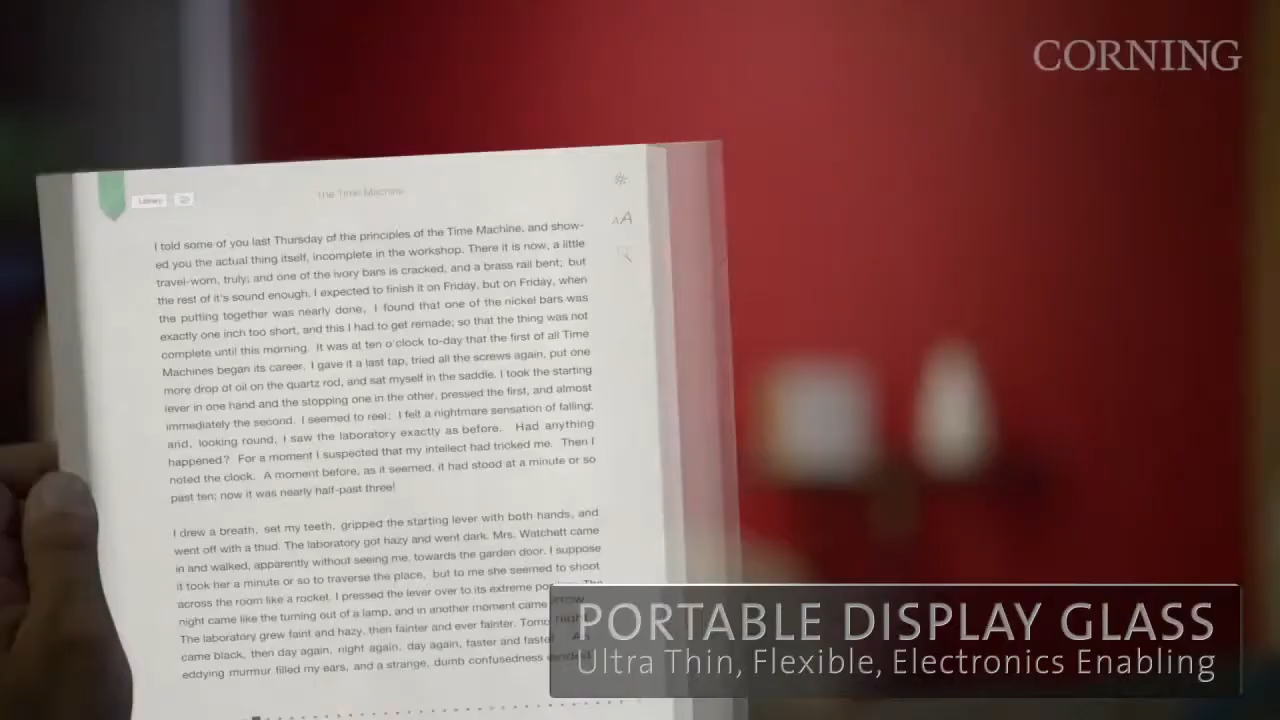 CORNING
Library
The Time Machine
AA
I told some of you last Thursday of the principles of the Time Machine, and show-
ed you the actual thing itself, incomplete in the workshop. There it is now, a little
travel-worn, truly; and one of the ivory bars is cracked, and a brass rail bent; but
the rest of it's sound enough. I expected to finish it on Friday, but on Friday, when
the putting together was nearly done, I found that one of the nickel bars was
exactly one inch too short, and this I had to get remade; so that the thing was not
complete until this morning. It was at ten o'clock to-day that the first of all Time
Machines began its career. I gave it a last tap, tried all the screws again, put one
more drop of oil on the quartz rod, and sat myself in the saddle. I took the starting
lever in one hand and the stopping one in the other, pressed the first, and almost
immediately the second. I seemed to reel; I felt a nightmare sensation of falling;
and, looking round, I saw the laboratory exactly as before. Had anything
happened? For a moment I suspected that my intellect had tricked me. Then I
noted the clock. A moment before, as it seemed, it had stood at a minute or so
past ten; now it was nearly half-past three!
I drew a breath, set my teeth, gripped the starting lever with both hands, and
went off with a thud. The laboratory got hazy and went dark. Mrs. Watchett came
in and walked, apparently without seeing me, towards the garden door. I suppose
it took her a minute or so to traverse the place, but to me she seemed to shoot
across the room like a rocket. I pressed the lever over to its extreme position. The
night came like the turning out of a lamp, and in another moment came
The laboratory grew faint and hazy, then fainter and ever fainter.
came black, then day again, night again, day again, faster and faster
eddying murmur filled my ears, and a strange, dumb confusedness
PORTABLE DISPLAY GLASS
Ultra Thin, Flexible, Electronics Enabling